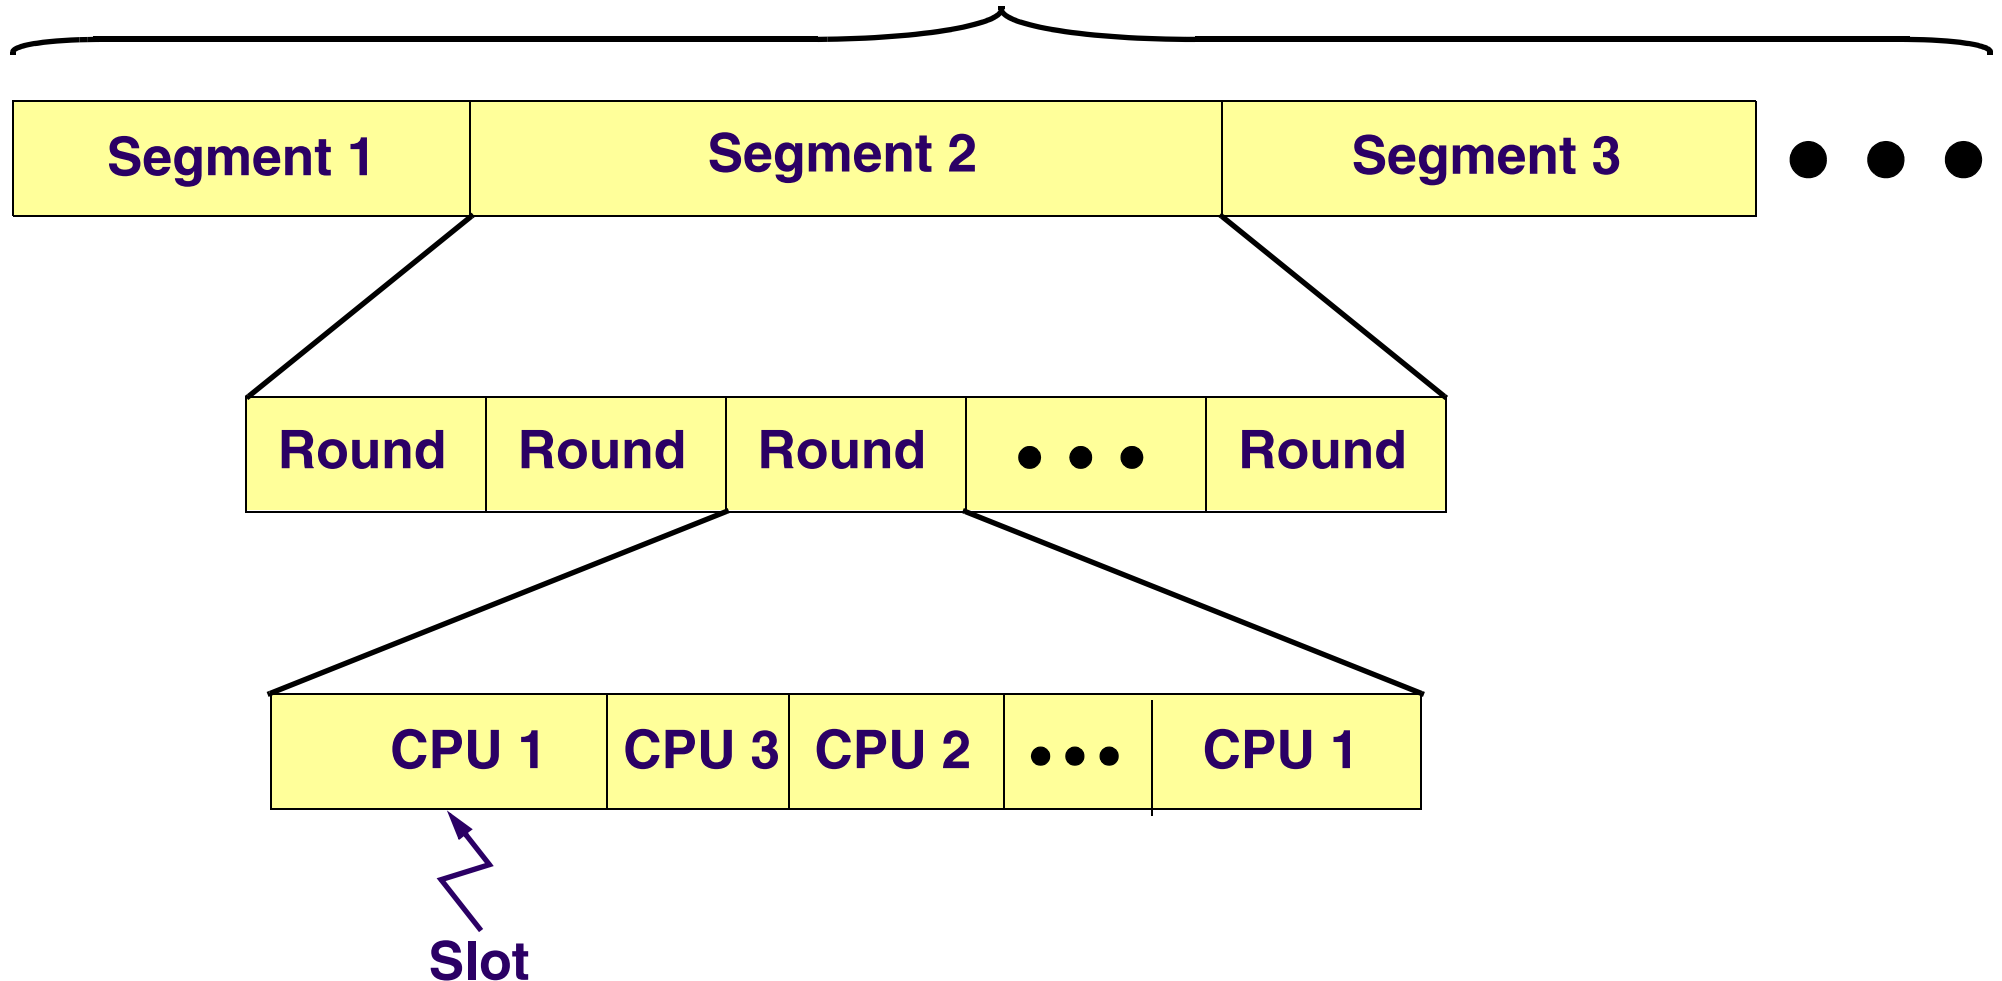 Segment 1 Segment 2 Segment 3
Round Round Round Round
CPU 1 CPU 3 CPU 2 CPU 1
Slot